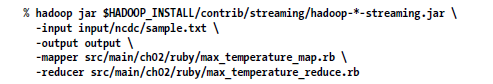 % hadoop jar $HADOOP_INSTALL/contrib/streaming/hadoop-*-streaming.jar \
-input input/ncdc/sample.txt \
-output output \
-mapper src/main/ch02/ruby/max_temperature_map.rb \
-reducer src/main/ch02/ruby/max_temperature_reduce.rb